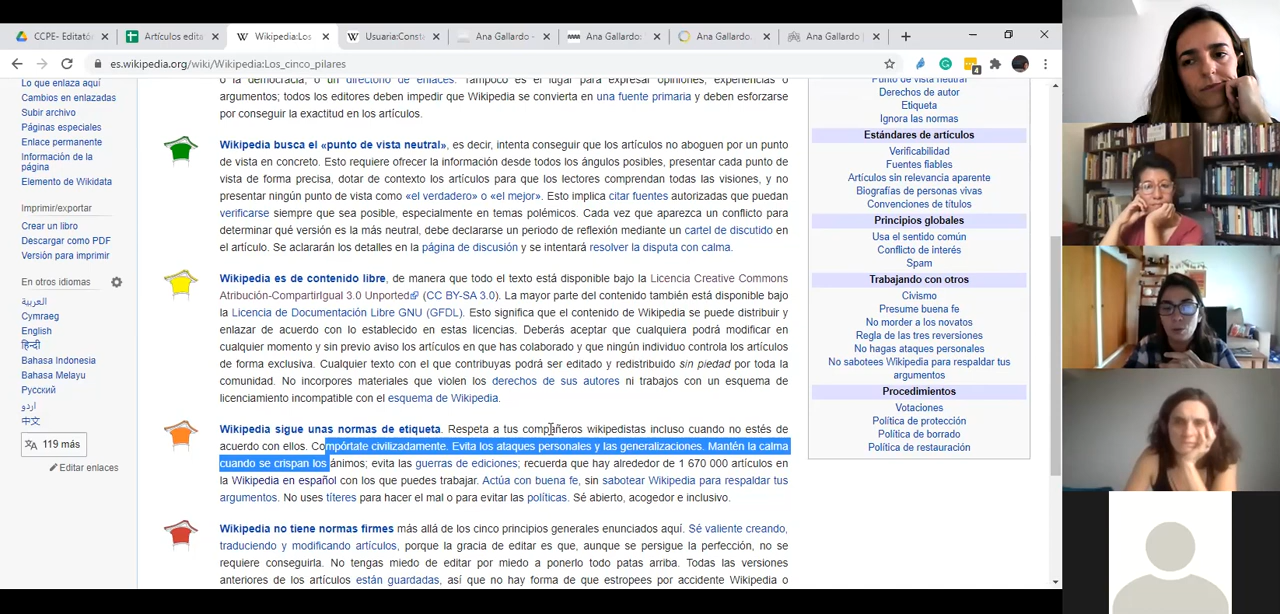 CCPE- Editatón
Artículos edita
Wikipedia:Los
Usuaria:Consta
Ana Gallardo -
Ana Gallardo:
Ana Gallardo.
Ana Gallardo
es.wikipedia.org/wiki/Wikipedia:Los_cinco_pilares
4
Lo que enlaza aquí
Cambios en enlazadas
Subir archivo
Páginas especiales
Enlace permanente
Información de la
página
Elemento de Wikidata
Imprimir/exportar
Crear un libro
Descargar como PDF
Versión para imprimir
En otros idiomas
العربية
Cymraeg
English
हिन्दी
Bahasa Indonesia
Bahasa Melayu
Русский
اردو
中文
119 más
Editar enlaces
o la democracia, o un directorio de enlaces. Tampoco es el lugar para expresar opiniones, experiencias o
argumentos; todos los editores deben impedir que Wikipedia se convierta en una fuente primaria y deben esforzarse
por conseguir la exactitud en los artículos.
Wikipedia busca el «punto de vista neutral», es decir, intenta conseguir que los artículos no aboguen por un punto
de vista en concreto. Esto requiere ofrecer la información desde todos los ángulos posibles, presentar cada punto de
vista de forma precisa, dotar de contexto los artículos para que los lectores comprendan todas las visiones, y no
presentar ningún punto de vista como «el verdadero» o «el mejor». Esto implica citar fuentes autorizadas que puedan
verificarse siempre que sea posible, especialmente en temas polémicos. Cada vez que aparezca un conflicto para
determinar qué versión es la más neutral, debe declararse un periodo de reflexión mediante un cartel de discutido en
el artículo. Se aclararán los detalles en la página de discusión y se intentará resolver la disputa con calma.
Wikipedia es de contenido libre, de manera que todo el texto está disponible bajo la Licencia Creative Commons
Atribución-CompartirIgual 3.0 Unported (CC BY-SA 3.0). La mayor parte del contenido también está disponible bajo
la Licencia de Documentación Libre GNU (GFDL). Esto significa que el contenido de Wikipedia se puede distribuir y
enlazar de acuerdo con lo establecido en estas licencias. Deberás aceptar que cualquiera podrá modificar en
cualquier momento y sin previo aviso los artículos en que has colaborado y que ningún individuo controla los artículos
de forma exclusiva. Cualquier texto con el que contribuyas podrá ser editado y redistribuido sin piedad por toda la
comunidad. No incorpores materiales que violen los derechos de sus autores ni trabajos con un esquema de
licenciamiento incompatible con el esquema de Wikipedia.
Wikipedia sigue unas normas de etiqueta. Respeta a tus compañeros wikipedistas incluso cuando no estés de
acuerdo con ellos. Compórtate civilizadamente. Evita los ataques personales y las generalizaciones. Mantén la calma
cuando se crispan los ánimos; evita las guerras de ediciones; recuerda que hay alrededor de 1 670 000 artículos en
la Wikipedia en español con los que puedes trabajar. Actúa con buena fe, sin sabotear Wikipedia para respaldar tus
argumentos. No uses títeres para hacer el mal o para evitar las políticas. Sé abierto, acogedor e inclusivo.
Wikipedia no tiene normas firmes más allá de los cinco principios generales enunciados aquí. Sé valiente creando,
traduciendo y modificando artículos, porque la gracia de editar es que, aunque se persigue la perfección, no se
requiere conseguirla. No tengas miedo de editar por miedo a ponerlo todo patas arriba. Todas las versiones
anteriores de los artículos están guardadas, así que no hay forma de que estropees por accidente Wikipedia o
Punto de vista neutral
Derechos de autor
Etiqueta
Ignora las normas
Estándares de artículos
Verificabilidad
Fuentes fiables
Artículos sin relevancia aparente
Biografías de personas vivas
Convenciones de títulos
Principios globales
Usa el sentido común
Conflicto de interés
Spam
Trabajando con otros
Civismo
Presume buena fe
No morder a los novatos
Regla de las tres reversiones
No hagas ataques personales
No sabotees Wikipedia para respaldar tus
argumentos
Procedimientos
Votaciones
Política de protección
Política de borrado
Política de restauración